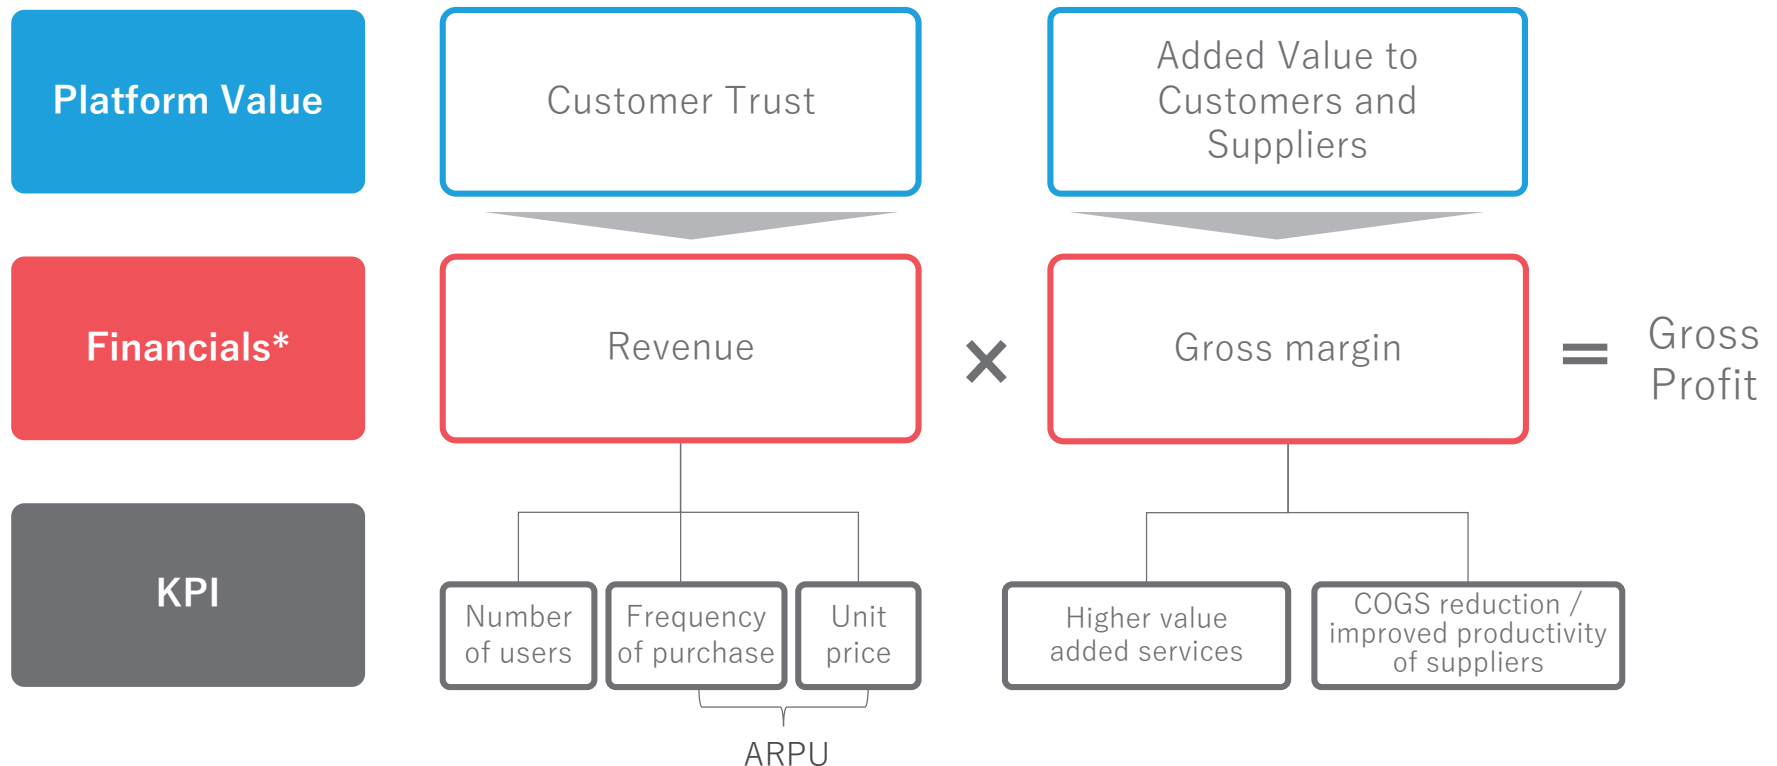 Platform Value
Customer Trust
Added Value to
Customers and
Suppliers
Financials*
Revenue
×
Gross margin
=
Gross
Profit
KPI
Number
of users
Frequency
of purchase
Unit
price
Higher value
added services
COGS reduction /
improved productivity
of suppliers
ARPU